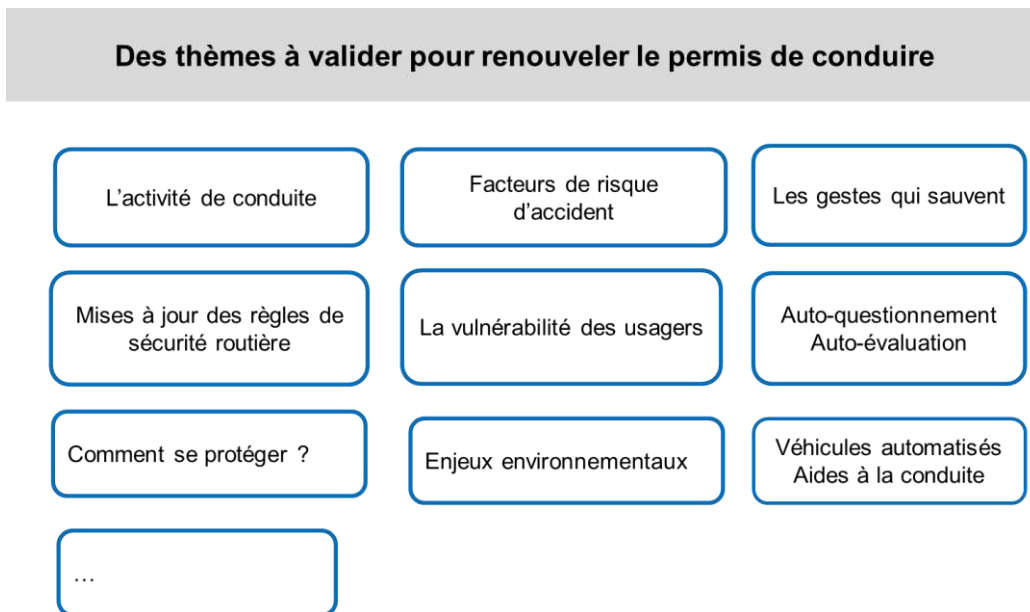 Des thèmes à valider pour renouveler le permis de conduire
L’activité de conduite
Facteurs de risque
d’accident
Les gestes qui sauvent
Mises à jour des règles de
sécurité routière
La vulnérabilité des usagers
Auto-questionnement
Auto-évaluation
Comment se protéger ?
Enjeux environnementaux
Véhicules automatisés
Aides à la conduite
…